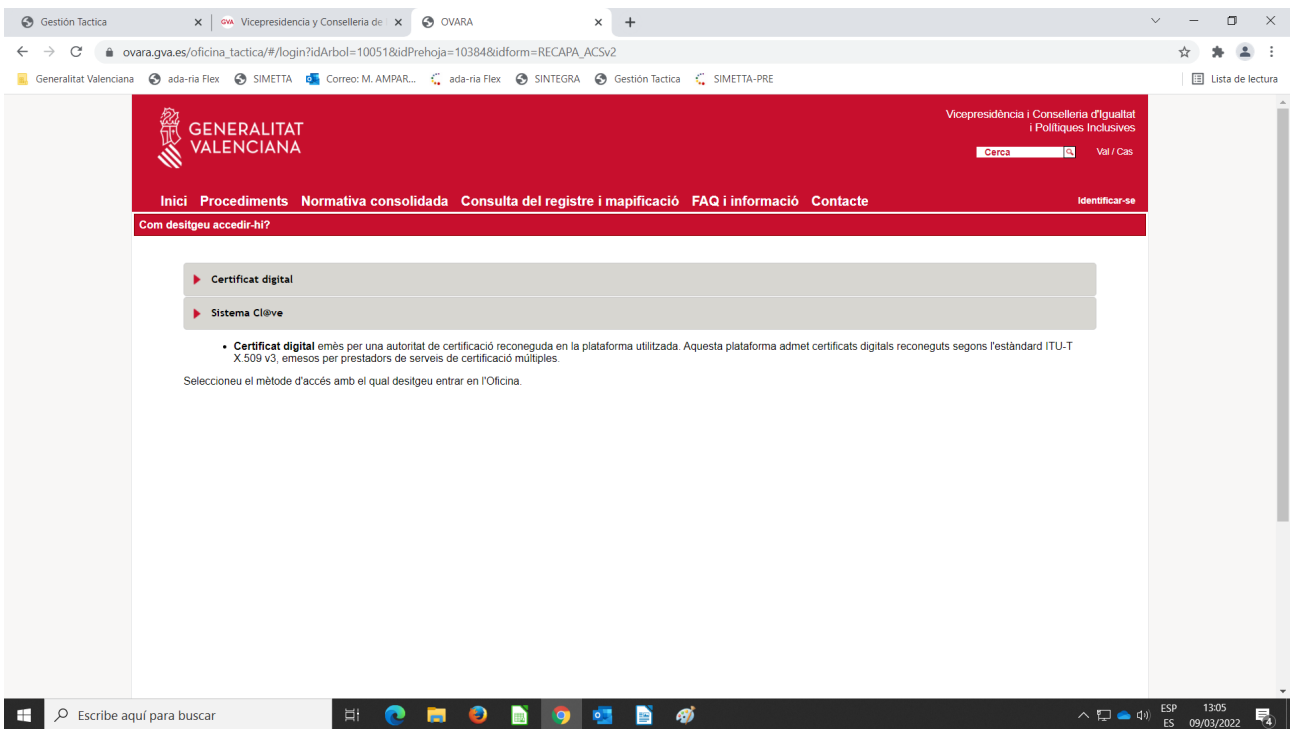 Gestión Tactica
GVA Vicepresidencia y Conselleria de
OVARA
ovara.gva.es/oficina_tactica/#/login?idArbol=10051&idPrehoja=10384&idform=RECAPA_ACSv2
Generalitat Valenciana ada-ria Flex SIMETTA Correo: M. AMPAR... ada-ria Flex SINTEGRA Gestión Tactica SIMETTA-PRE Lista de lectura
GENERALITAT
VALENCIANA
Vicepresidència i Conselleria d'Igualtat
i Polítiques Inclusives
Cerca Val / Cas
Inici Procediments Normativa consolidada Consulta del registre i mapificació FAQ i informació Contacte Identificar-se
Com desitgeu accedir-hi?
Certificat digital
Sistema Cl@ve
• Certificat digital emès per una autoritat de certificació reconeguda en la plataforma utilitzada. Aquesta plataforma admet certificats digitals reconeguts segons l'estàndard ITU-T
X.509 v3, emesos per prestadors de serveis de certificació múltiples.
Seleccioneu el mètode d'accés amb el qual desitgeu entrar en l'Oficina.
Escribe aquí para buscar
ESP 13:05
ES 09/03/2022 4